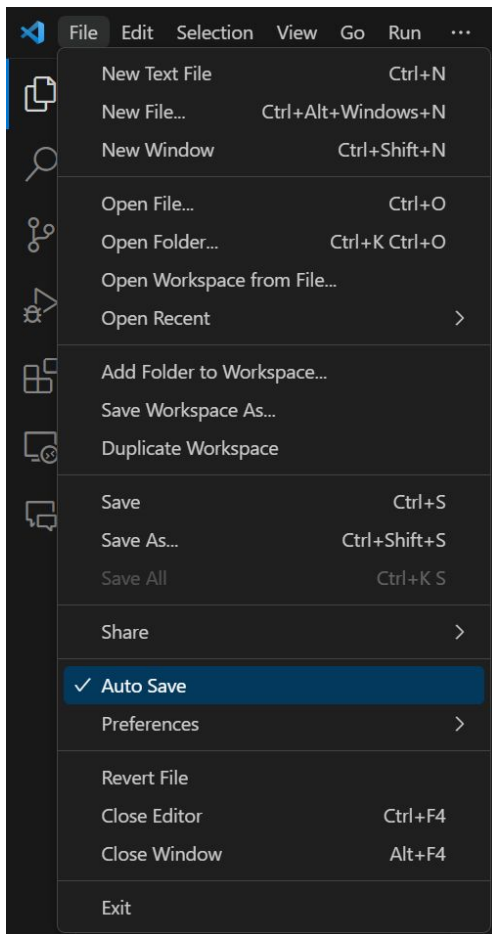 File Edit Selection View Go Run ...
New Text File Ctrl+N
New File... Ctrl+Alt+Windows+N
New Window Ctrl+Shift+N
Open File... Ctrl+O
Open Folder... Ctrl+K Ctrl+O
Open Workspace from File...
Open Recent
Add Folder to Workspace...
Save Workspace As...
Duplicate Workspace
Save Ctrl+S
Save As... Ctrl+Shift+S
Save All Ctrl+K S
Share
Auto Save
Preferences
Revert File
Close Editor Ctrl+F4
Close Window Alt+F4
Exit